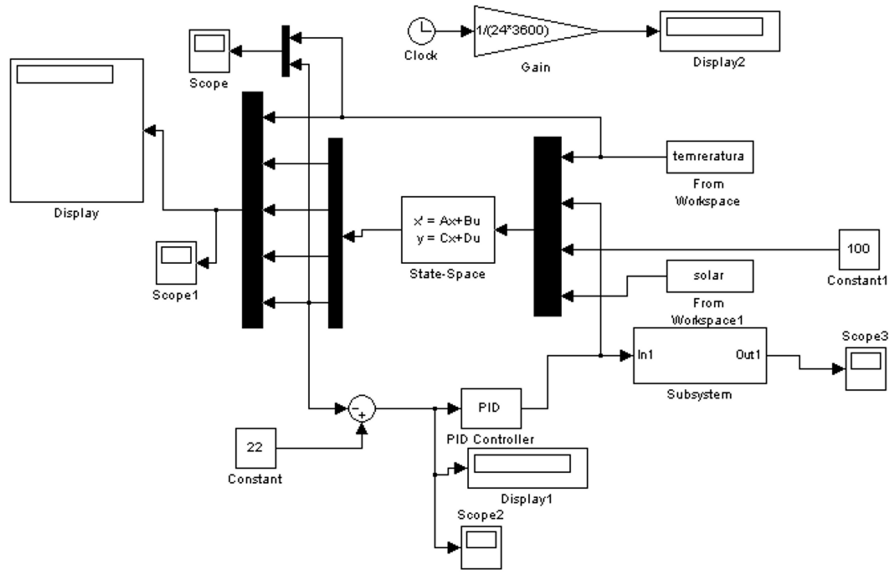 Scope
Clock
1/(24*3600)
Gain
Display2
Display
temreratura
From
Workspace
x' = Ax+Bu
y = Cx+Du
State-Space
100
Constant1
Scope1
solar
From
Workspace1
Scope3
In1
Out1
Subsystem
-
+
PID
PID Controller
22
Constant
Display1
Scope2